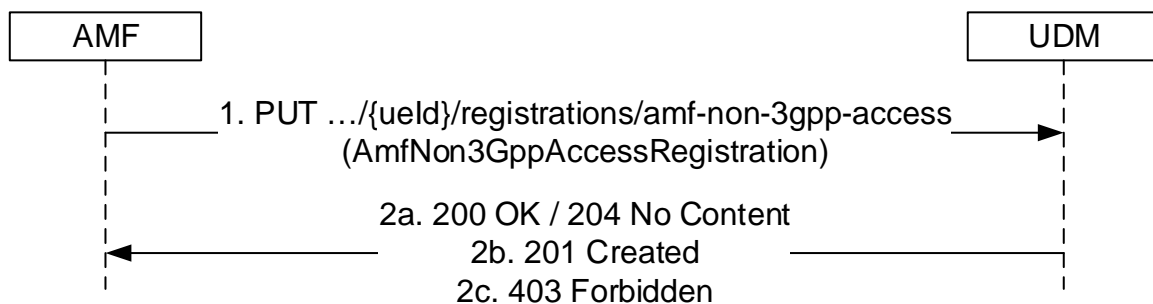 AMF
UDM
1. PUT …/{ueId}/registrations/amf-non-3gpp-access
(AmfNon3GppAccessRegistration)
2a. 200 OK / 204 No Content
2b. 201 Created
2c. 403 Forbidden